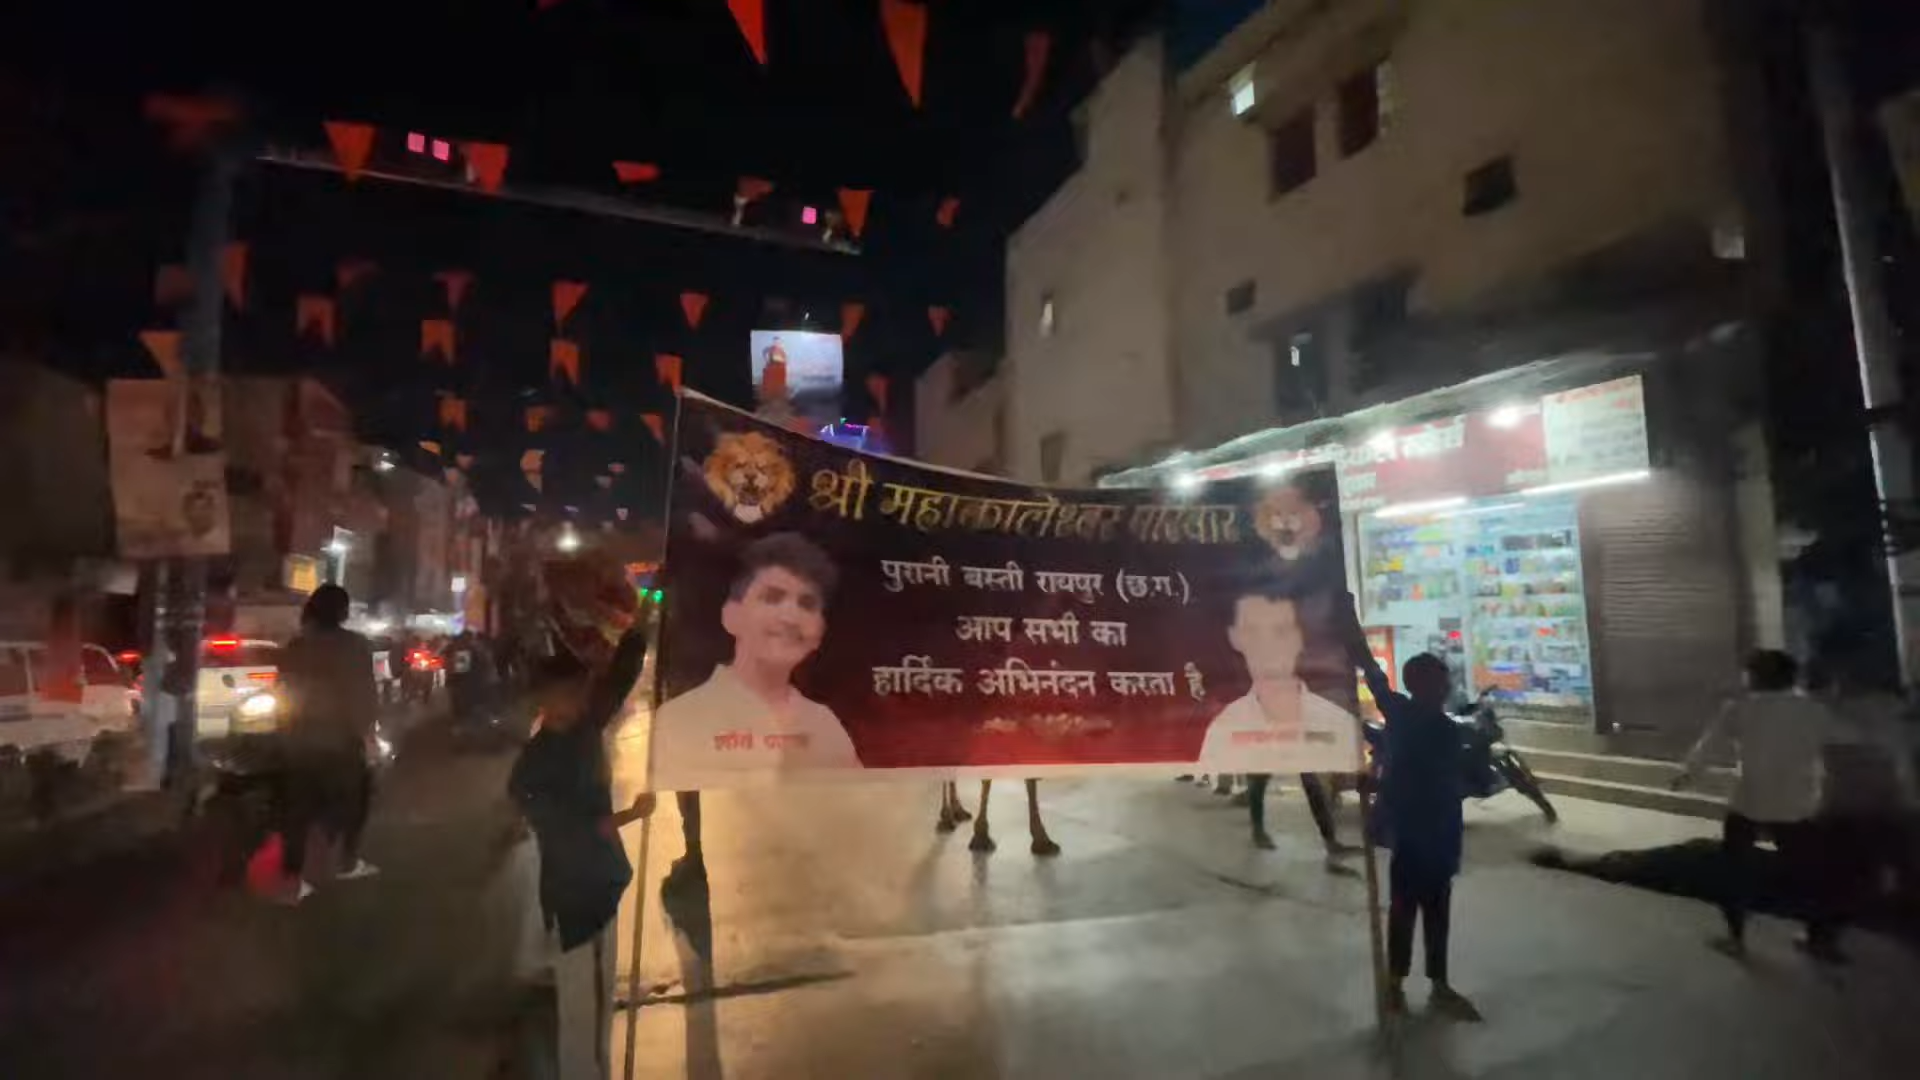 श्री महाकालेश्वर परिवार
पुरानी बस्ती रायपुर (छ.ग.)
आप सभी का
हार्दिक अभिनंदन करता है